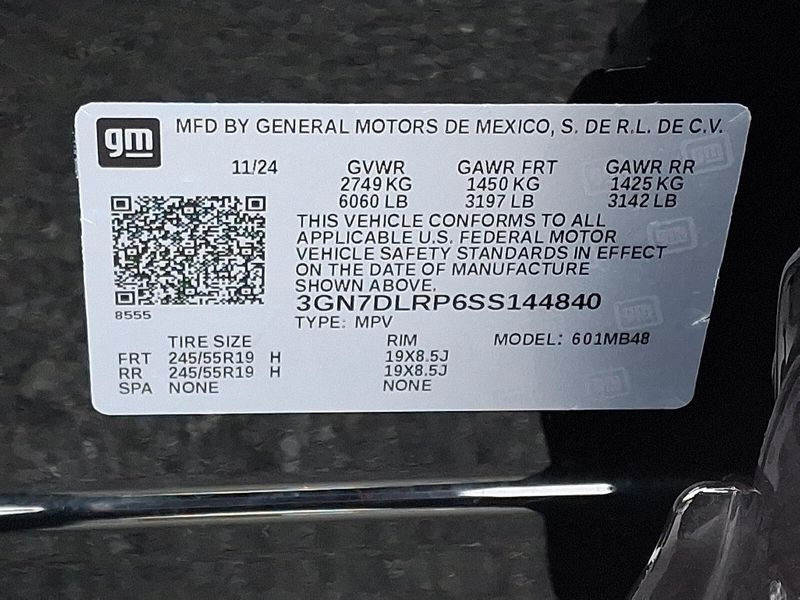 gm MFD BY GENERAL MOTORS DE MEXICO, S. DE R.L. DE C.V.
11/24 GVWR GAWR FRT GAWR RR
2749 KG 1450 KG 1425 KG
6060 LB 3197 LB 3142 LB
THIS VEHICLE CONFORMS TO ALL
APPLICABLE U.S. FEDERAL MOTOR
VEHICLE SAFETY STANDARDS IN EFFECT
ON THE DATE OF MANUFACTURE
SHOWN ABOVE.
3GN7DLRP6SS144840
8555
TYPE: MPV
TIRE SIZE RIM MODEL: 601MB48
FRT 245/55R19 H 19X8.5J
RR 245/55R19 H 19X8.5J
SPA NONE NONE